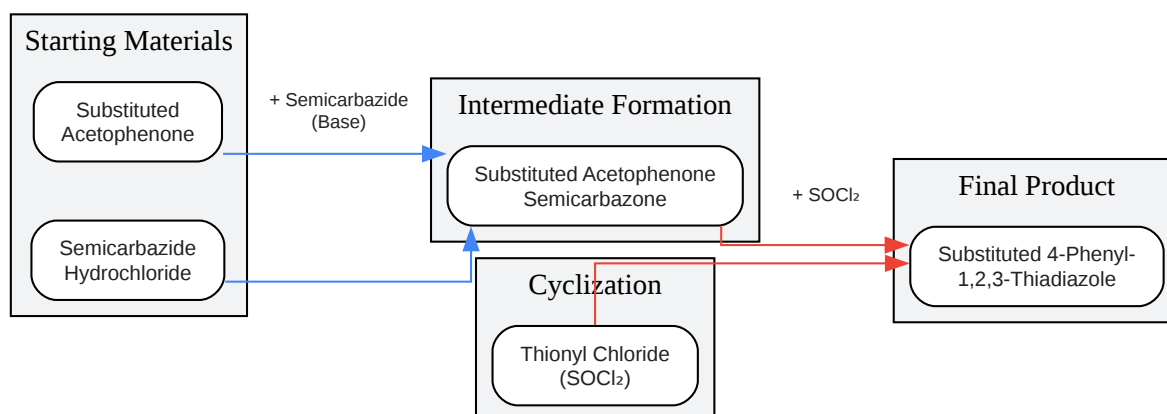 Starting Materials
Substituted
Acetophenone
Semicarbazide
Hydrochloride
+ Semicarbazide
(Base)
Intermediate Formation
Substituted Acetophenone
Semicarbazone
Cyclization
Thionyl Chloride
(SOCl₂)
+ SOCl₂
Final Product
Substituted 4-Phenyl-
1,2,3-Thiadiazole